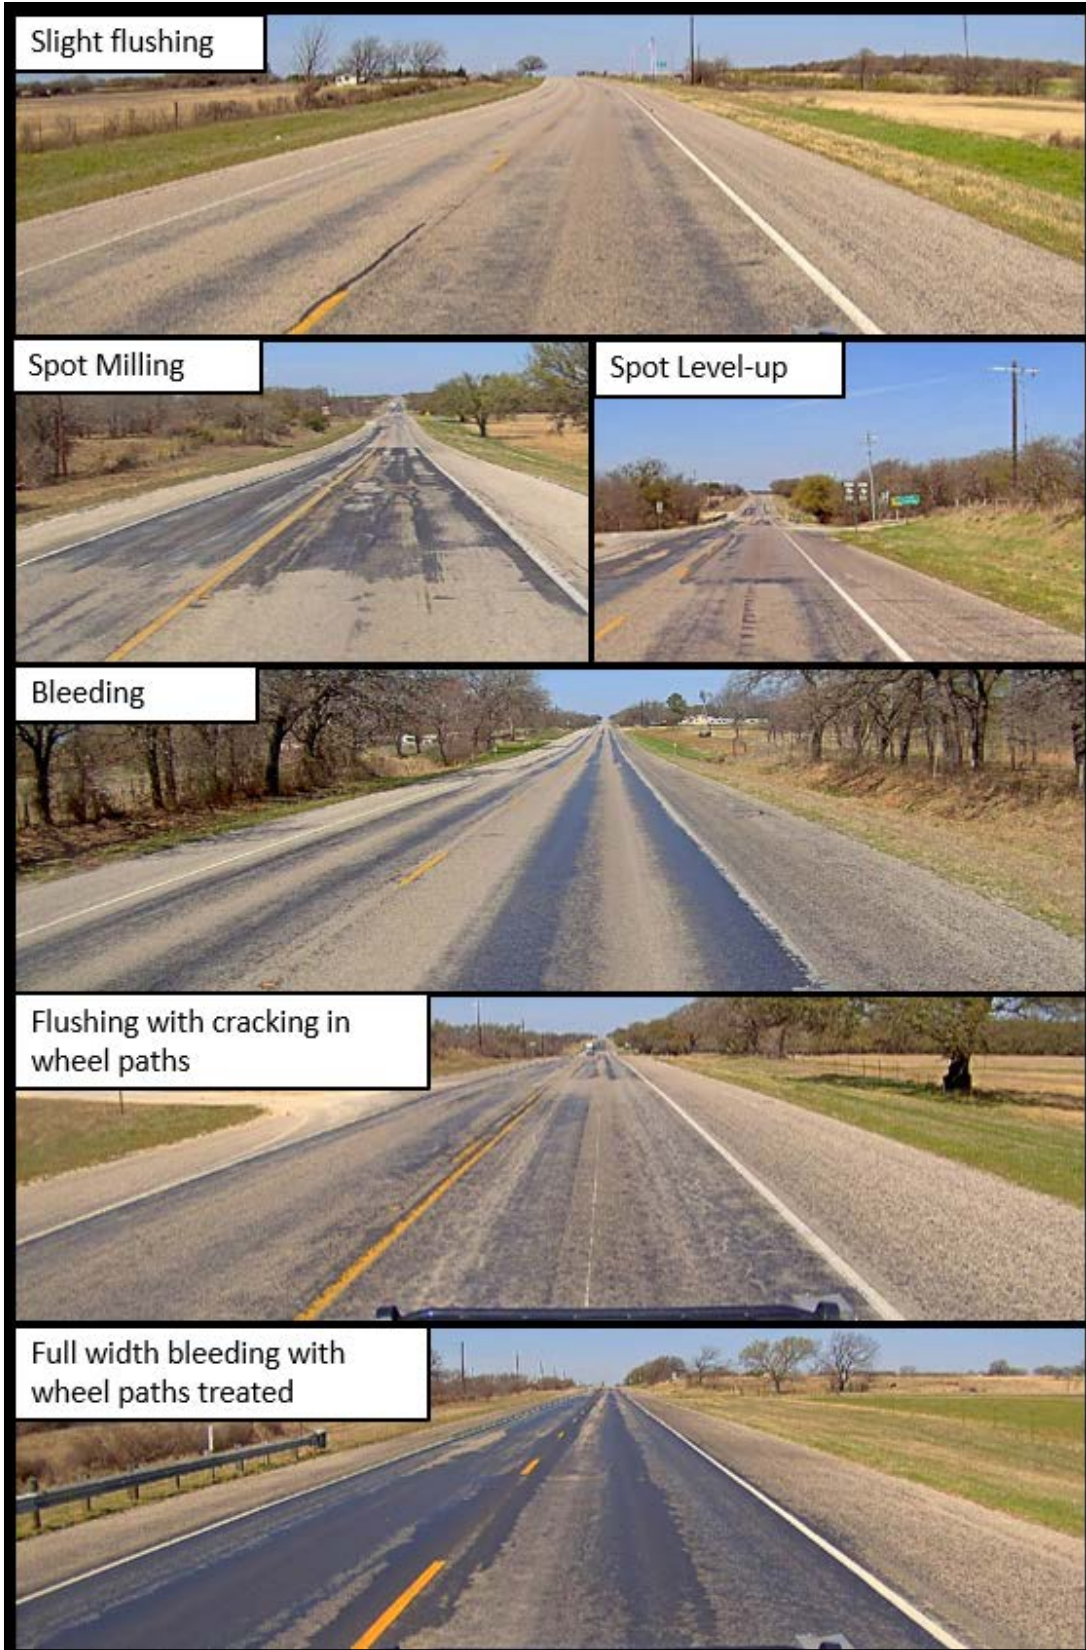 Slight flushing
Spot Milling
Spot Level-up
Bleeding
Flushing with cracking in
wheel paths
Full width bleeding with
wheel paths treated